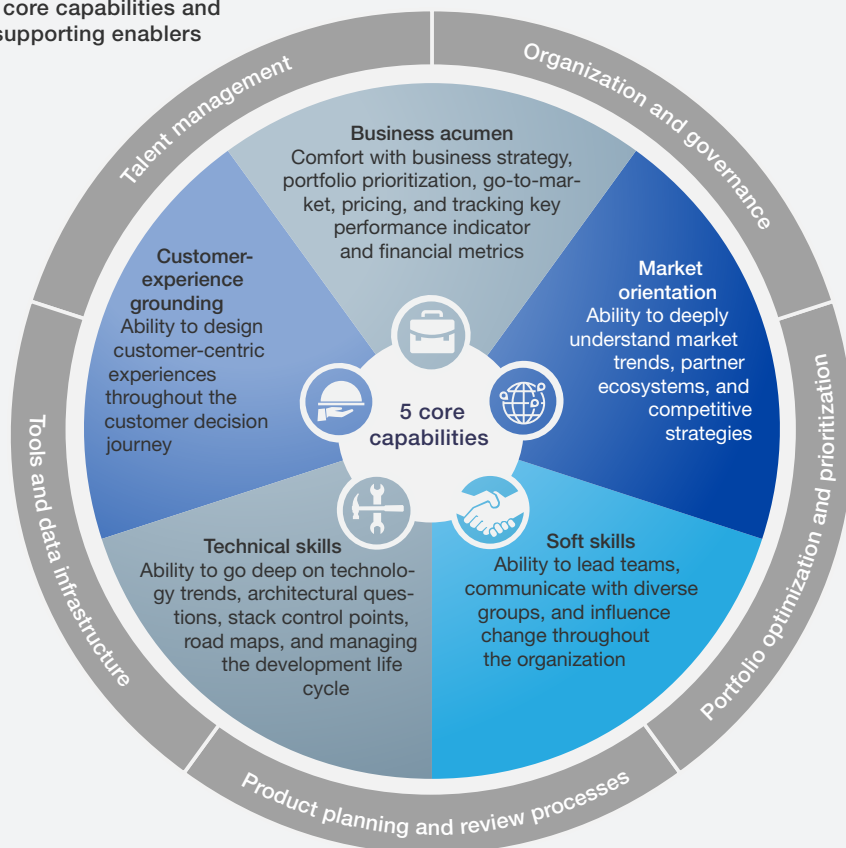 core capabilities and
supporting enablers
Talent management
Organization and governance
Portfolio optimization and prioritization
Product planning and review processes
Tools and data infrastructure
Business acumen
Comfort with business strategy,
portfolio prioritization, go-to-mar-
ket, pricing, and tracking key
performance indicator
and financial metrics
Market
orientation
Ability to deeply
understand market
trends, partner
ecosystems, and
competitive
strategies
Soft skills
Ability to lead teams,
communicate with diverse
groups, and influence
change throughout
the organization
Technical skills
Ability to go deep on technolo-
gy trends, architectural ques-
tions, stack control points,
road maps, and managing
the development life
cycle
Customer-
experience
grounding
Ability to design
customer-centric
experiences
throughout the
customer decision
journey
5 core
capabilities